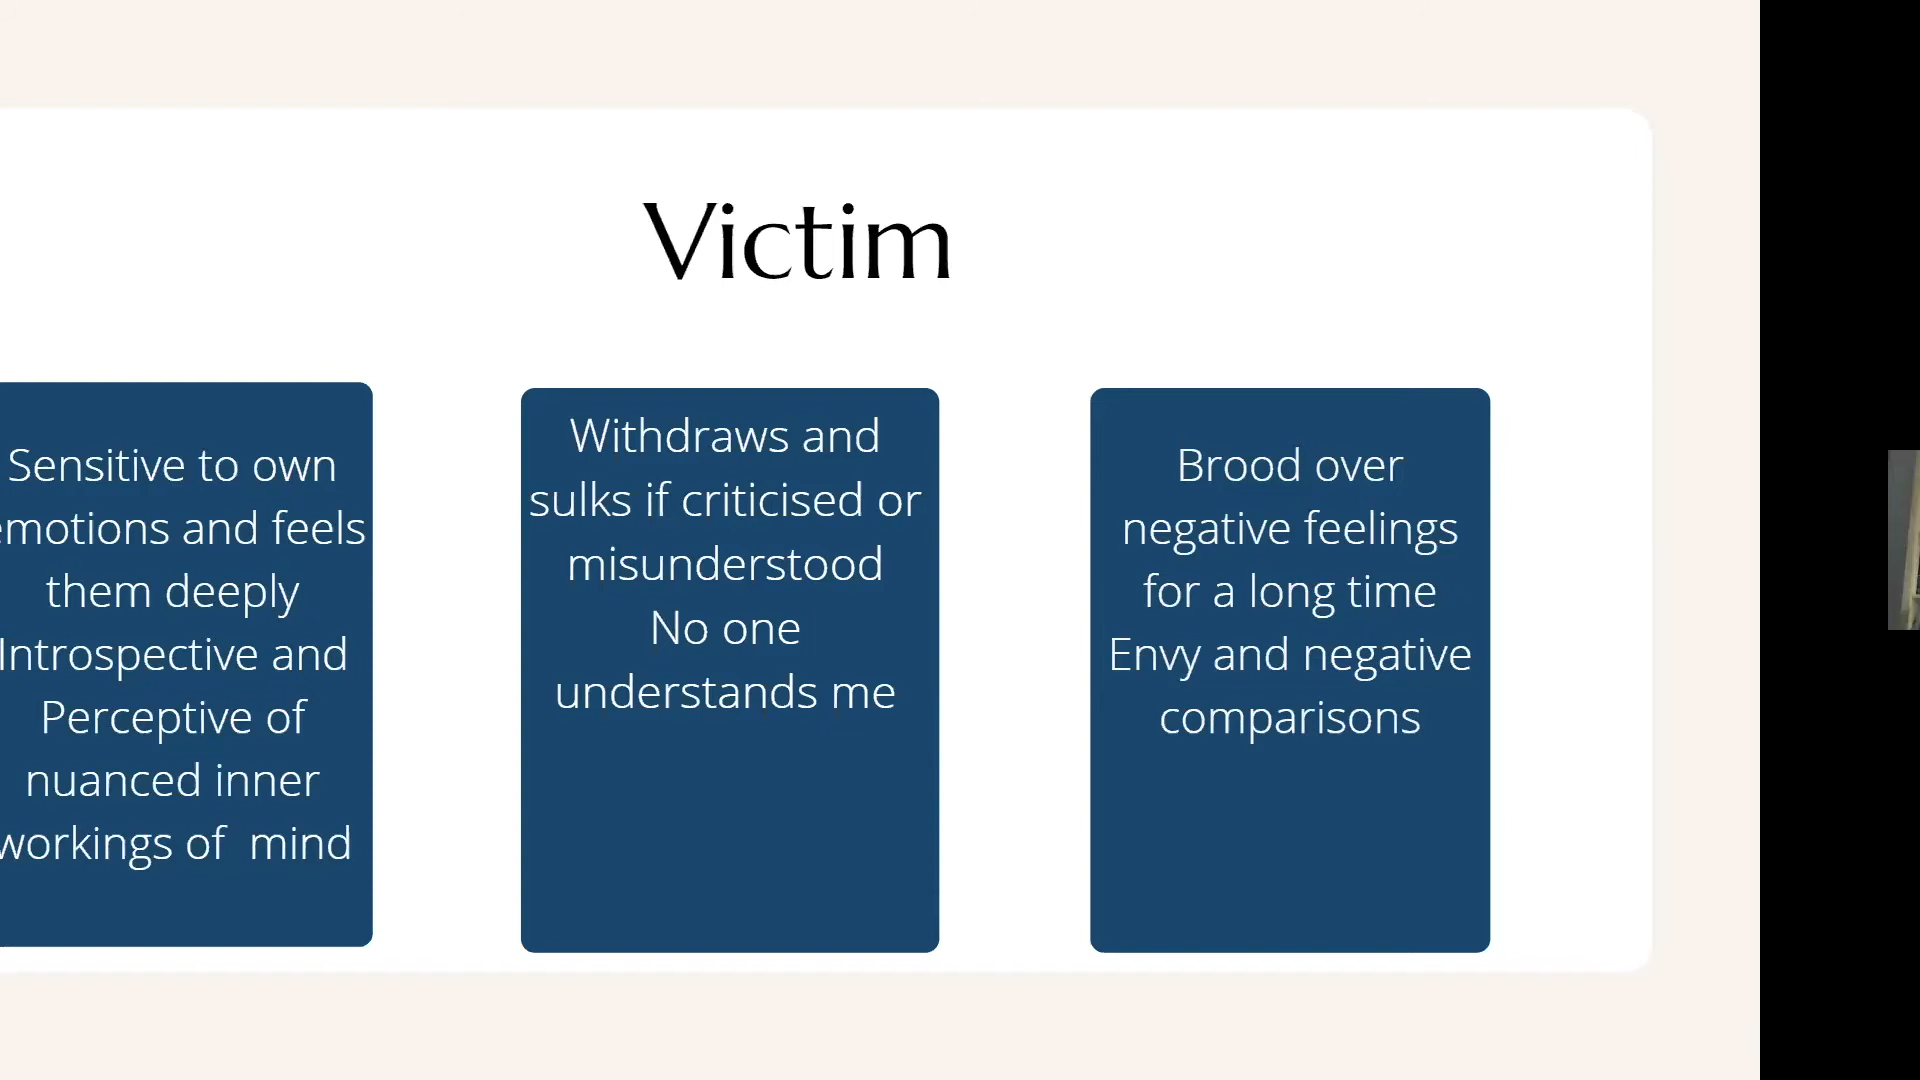 Victim
Sensitive to own
emotions and feels
them deeply
Introspective and
Perceptive of
nuanced inner
workings of  mind
Withdraws and
sulks if criticised or
misunderstood
No one
understands me
Brood over
negative feelings
for a long time
Envy and negative
comparisons